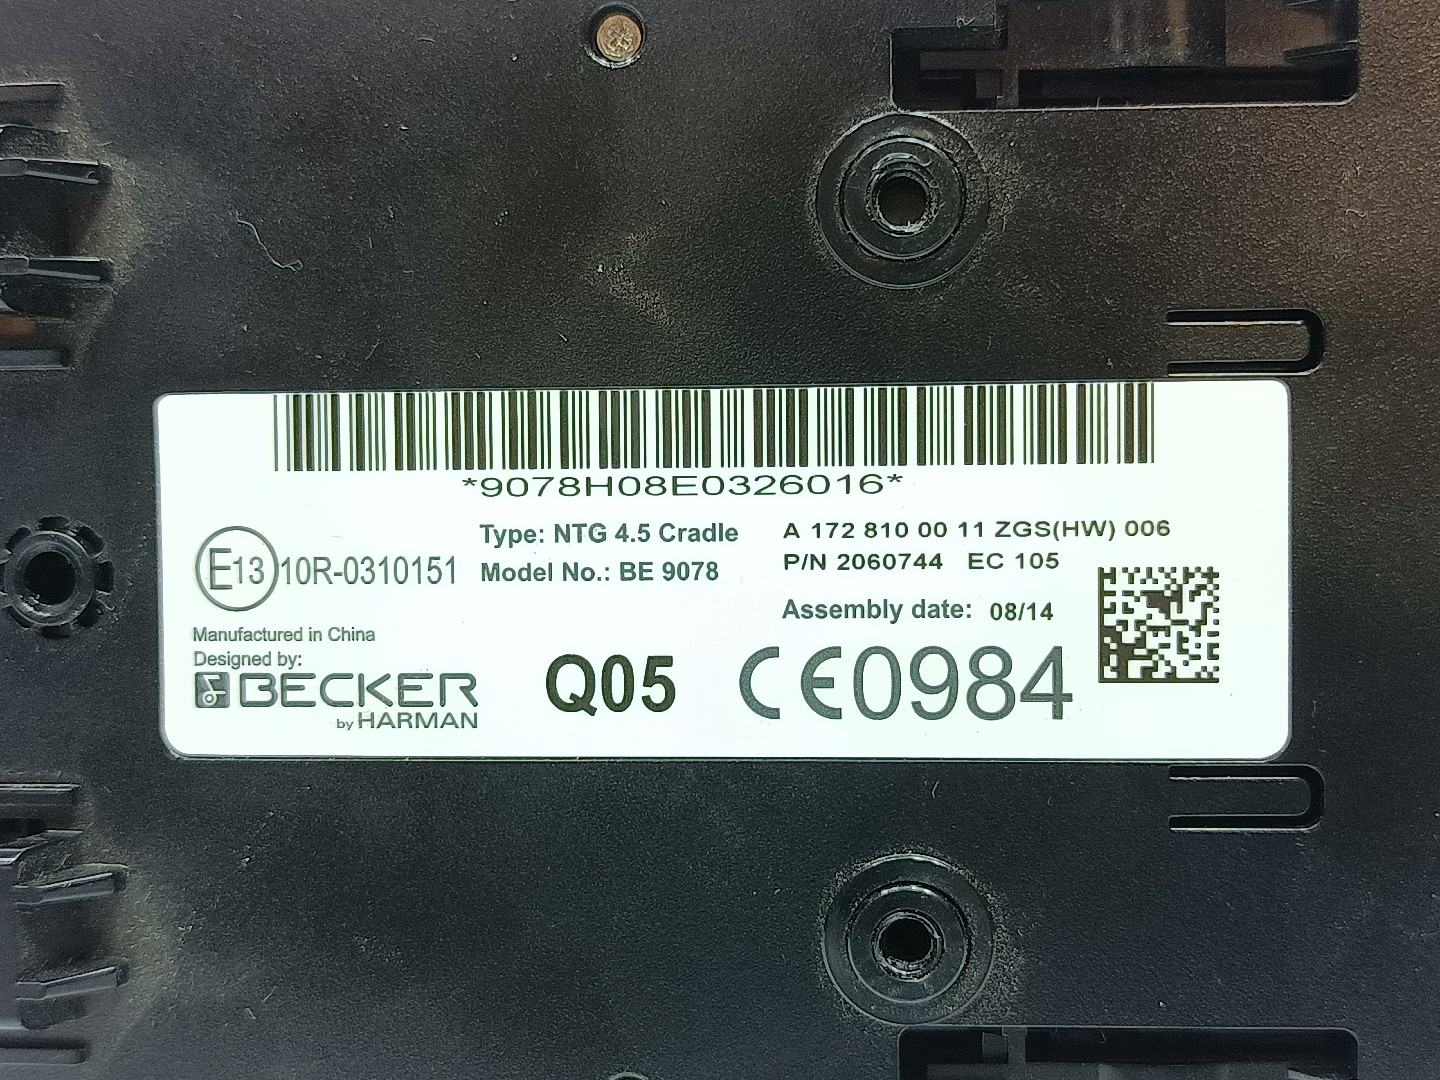 *9078H08E0326016*
E13 10R-0310151
Type: NTG 4.5 Cradle
Model No.: BE 9078
A 172 810 00 11 ZGS(HW) 006
P/N 2060744 EC 105
Assembly date: 08/14
Manufactured in China
Designed by:
BECKER
by HARMAN
Q05
CE0984